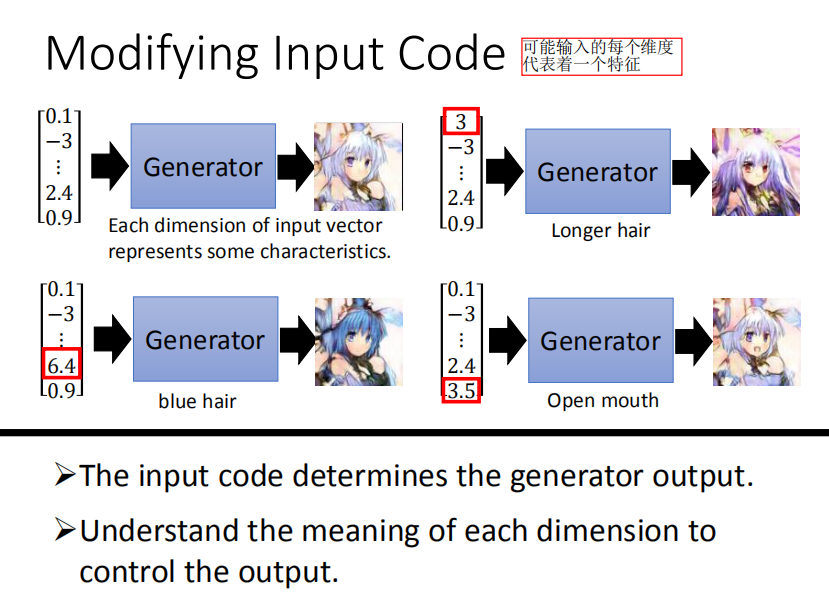 Modifying Input Code
可能输入的每个维度
代表着一个特征
0.1
−3
⋮
2.4
0.9
Generator
Each dimension of input vector
represents some characteristics.
3
−3
⋮
2.4
0.9
Generator
Longer hair
0.1
−3
⋮
6.4
0.9
Generator
blue hair
0.1
−3
⋮
2.4
3.5
Generator
Open mouth
➢The input code determines the generator output.
➢Understand the meaning of each dimension to
control the output.